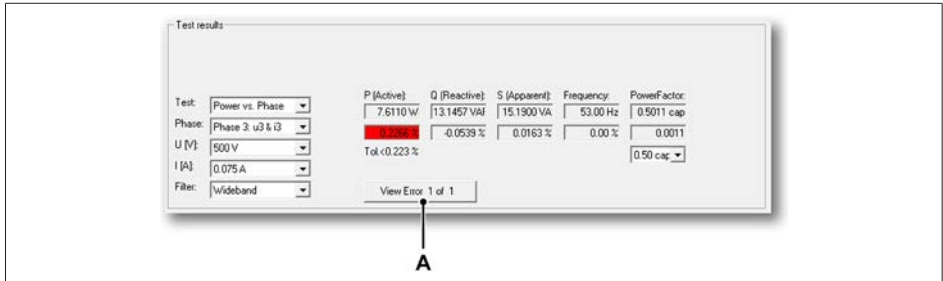 Test results
P (Active): Q (Reactive): S (Apparent): Frequency: PowerFactor:
Test: Power vs. Phase 7.6110 W 13.1457 VAF 15.1900 VA 53.00 Hz 0.5011 cap
Phase: Phase 3: u3 & i3 0.2266 % -0.0539 % 0.0163 % 0.00 % 0.0011
U [V]: 500 V Tol.<0.223 % 0.50 cap
I [A]: 0.075 A
Filter: Wideband View Error 1 of 1
A